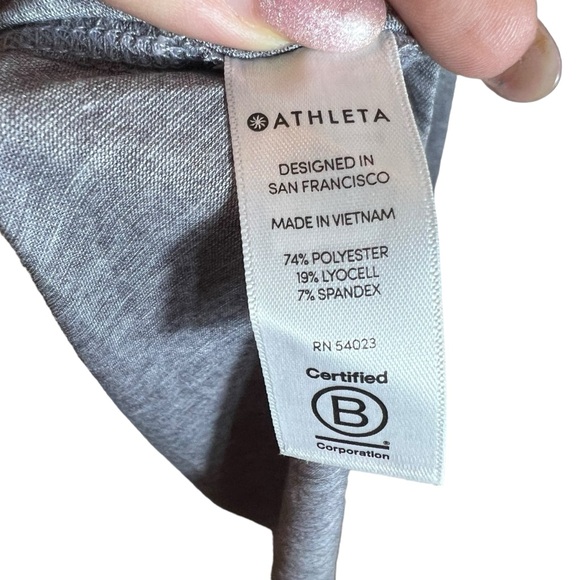 ATHLETA
DESIGNED IN
SAN FRANCISCO
MADE IN VIETNAM
74% POLYESTER
19% LYOCELL
7% SPANDEX
RN 54023
Certified
B
®
Corporation